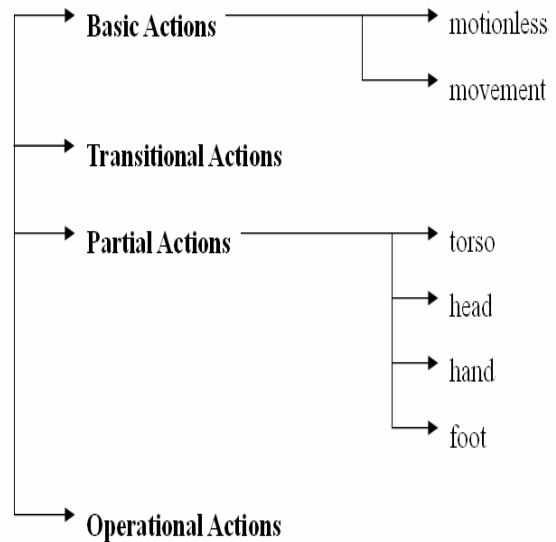 Basic Actions
motionless
movement
Transitional Actions
Partial Actions
torso
head
hand
foot
Operational Actions